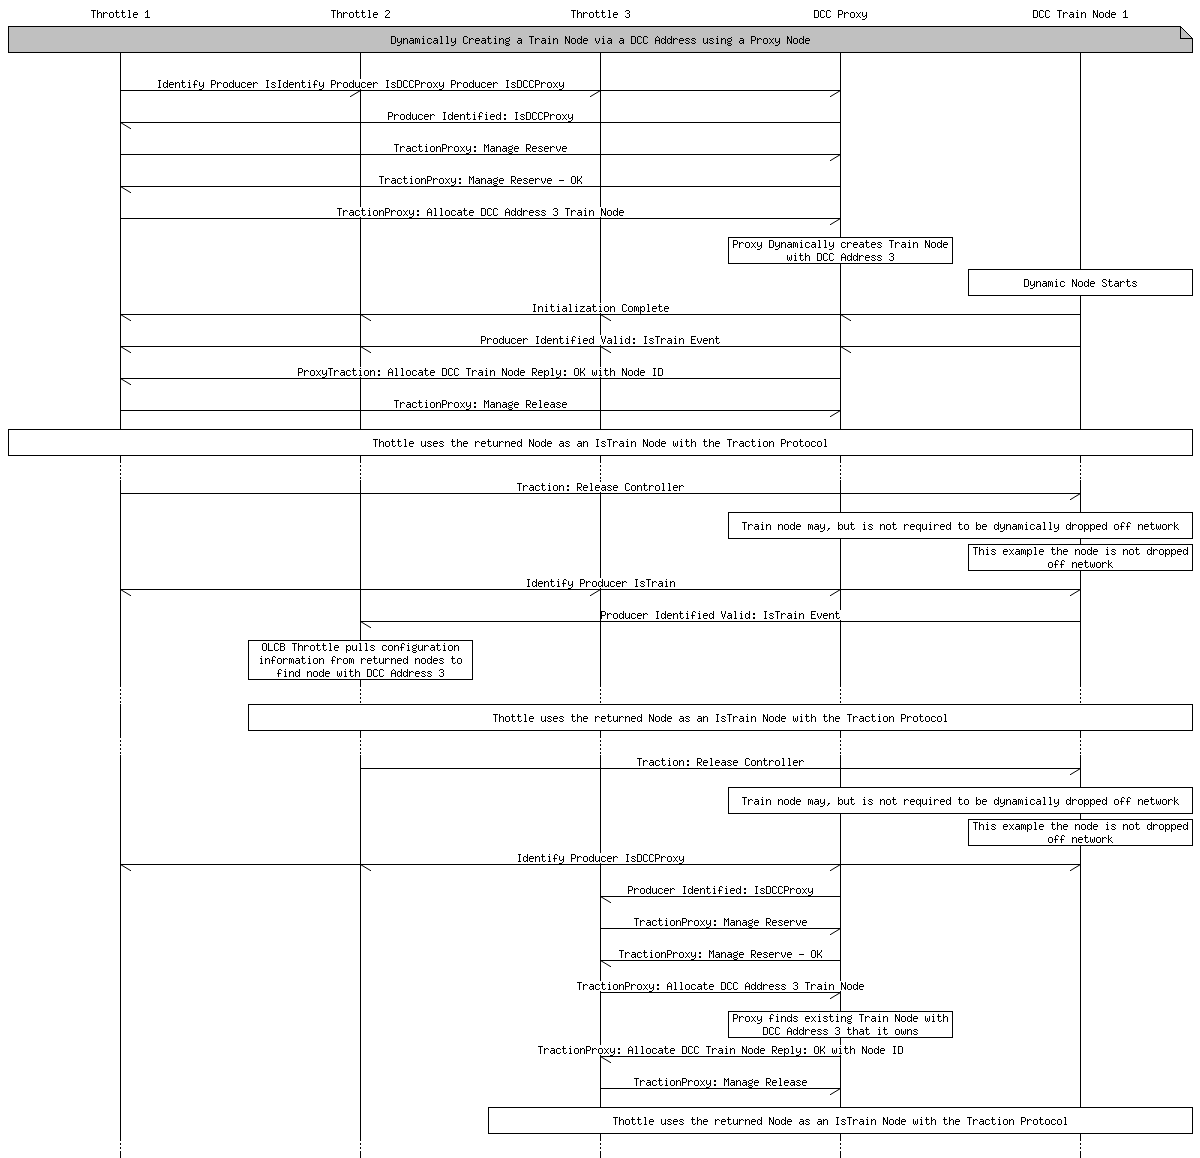 Throttle 1 Throttle 2 Throttle 3 DCC Proxy DCC Train Node 1
Dynamically Creating a Train Node via a DCC Address using a Proxy Node
Identify Producer IsIdentify Producer IsDCCProxy Producer IsDCCProxy
Producer Identified: IsDCCProxy
TractionProxy: Manage Reserve
TractionProxy: Manage Reserve - OK
TractionProxy: Allocate DCC Address 3 Train Node
Proxy Dynamically creates Train Node
with DCC Address 3
Dynamic Node Starts
Initialization Complete
Producer Identified Valid: IsTrain Event
ProxyTraction: Allocate DCC Train Node Reply: OK with Node ID
TractionProxy: Manage Release
Thottle uses the returned Node as an IsTrain Node with the Traction Protocol
Traction: Release Controller
Train node may, but is not required to be dynamically dropped off network
This example the node is not dropped
off network
Identify Producer IsTrain
Producer Identified Valid: IsTrain Event
OLCB Throttle pulls configuration
information from returned nodes to
find node with DCC Address 3
Thottle uses the returned Node as an IsTrain Node with the Traction Protocol
Traction: Release Controller
Train node may, but is not required to be dynamically dropped off network
This example the node is not dropped
off network
Identify Producer IsDCCProxy
Producer Identified: IsDCCProxy
TractionProxy: Manage Reserve
TractionProxy: Manage Reserve - OK
TractionProxy: Allocate DCC Address 3 Train Node
Proxy finds existing Train Node with
DCC Address 3 that it owns
TractionProxy: Allocate DCC Train Node Reply: OK with Node ID
TractionProxy: Manage Release
Thottle uses the returned Node as an IsTrain Node with the Traction Protocol